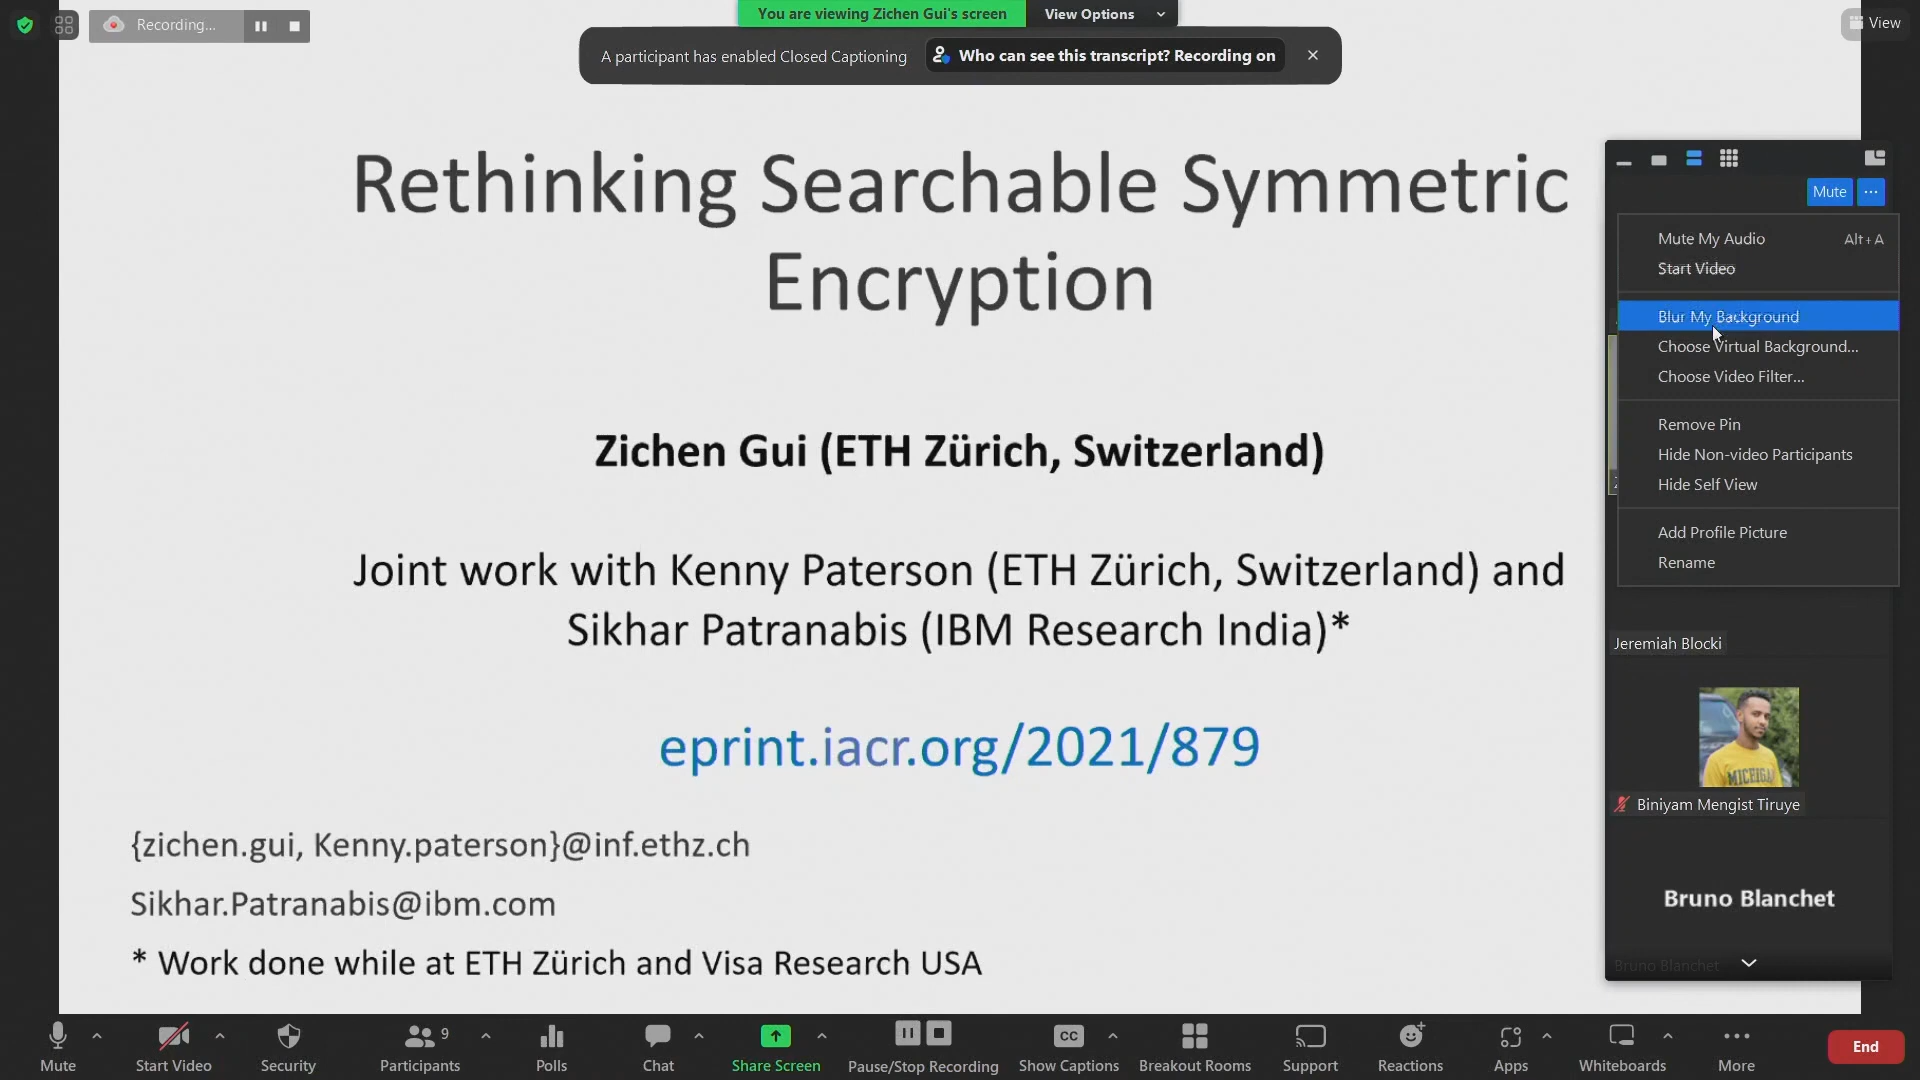 Recording...
You are viewing Zichen Gui's screen
View Options
View
A participant has enabled Closed Captioning
Who can see this transcript? Recording on
Rethinking Searchable Symmetric
Encryption
Zichen Gui (ETH Zürich, Switzerland)
Joint work with Kenny Paterson (ETH Zürich, Switzerland) and
Sikhar Patranabis (IBM Research India)*
eprint.iacr.org/2021/879
{zichen.gui, Kenny.paterson}@inf.ethz.ch
Sikhar.Patranabis@ibm.com
* Work done while at ETH Zürich and Visa Research USA
Mute
Mute My Audio Alt+A
Start Video
Blur My Background
Choose Virtual Background...
Choose Video Filter...
Remove Pin
Hide Non-video Participants
Hide Self View
Add Profile Picture
Rename
Jeremiah Blocki
MICHIGAN
Biniyam Mengist Tiruye
Bruno Blanchet
Bruno Blanchet
Mute
Start Video
Security
9
Participants
Polls
Chat
Share Screen
Pause/Stop Recording
CC
Show Captions
Breakout Rooms
Support
Reactions
Apps
Whiteboards
More
End